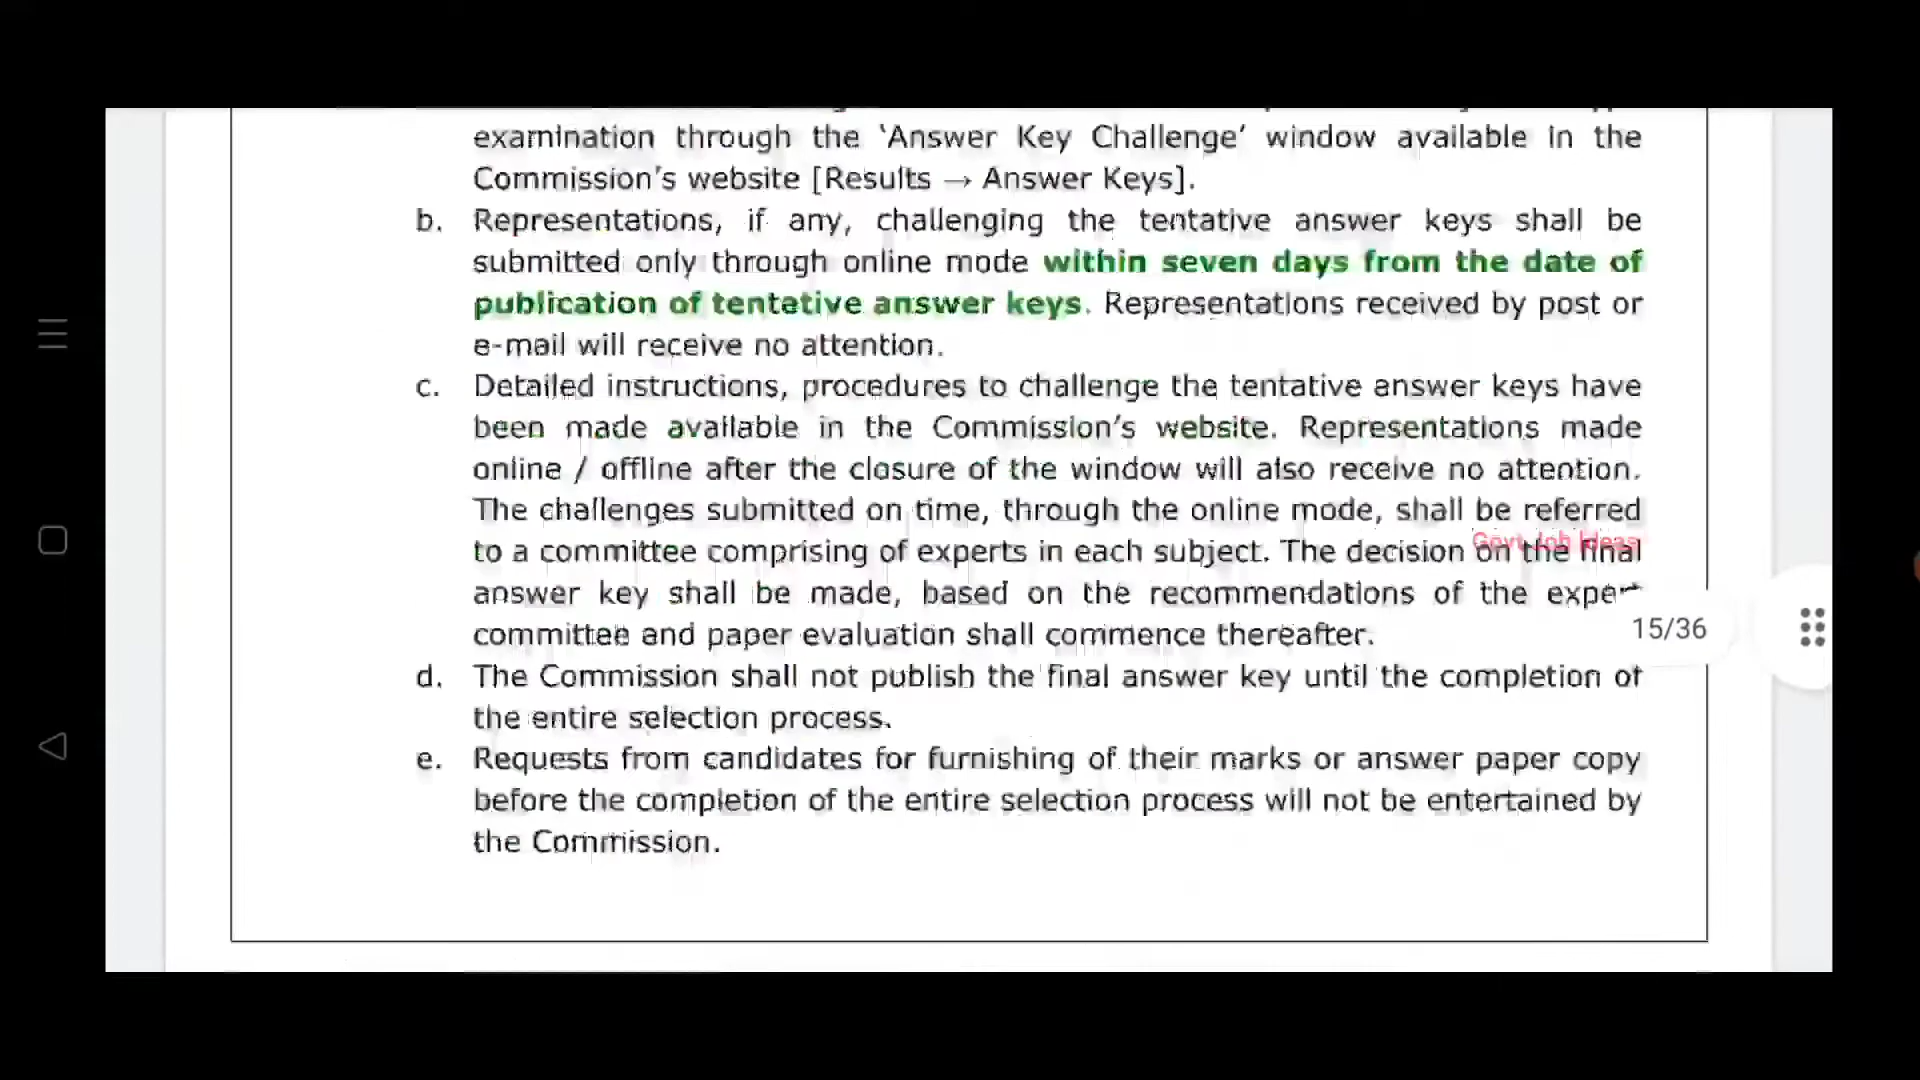 examination through the ‘Answer Key Challenge’ window available in the
Commission’s website [Results → Answer Keys].
b. Representations, if any, challenging the tentative answer keys shall be
submitted only through online mode within seven days from the date of
publication of tentative answer keys. Representations received by post or
e-mail will receive no attention.
c. Detailed instructions, procedures to challenge the tentative answer keys have
been made available in the Commission’s website. Representations made
online / offline after the closure of the window will also receive no attention.
The challenges submitted on time, through the online mode, shall be referred
Govt Job Ideas
to a committee comprising of experts in each subject. The decision on the final
answer key shall be made, based on the recommendations of the expert
15/36
committee and paper evaluation shall commence thereafter.
d. The Commission shall not publish the final answer key until the completion of
the entire selection process.
e. Requests from candidates for furnishing of their marks or answer paper copy
before the completion of the entire selection process will not be entertained by
the Commission.